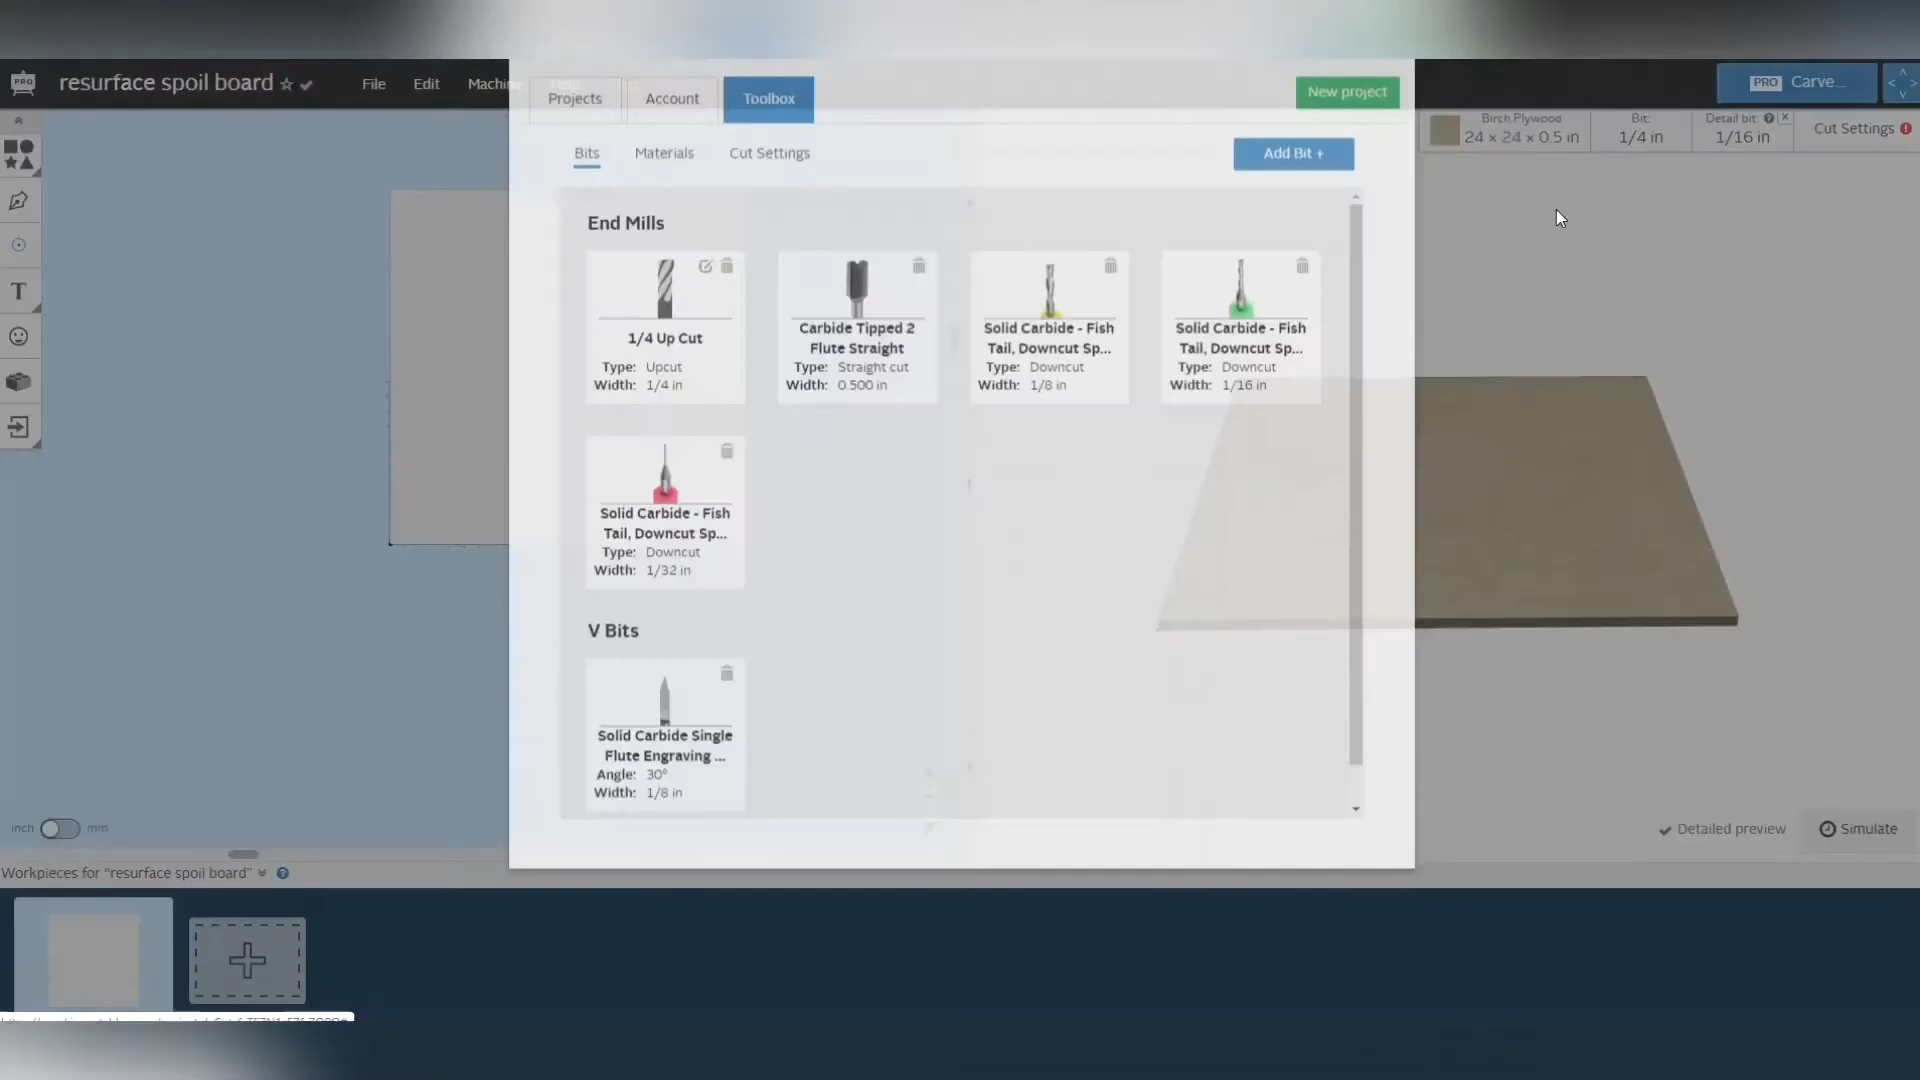 PRO
resurface spoil board
File
Edit
Machine
Help
Projects
Account
Toolbox
New project
PRO
Carve...
Birch Plywood
24 × 24 × 0.5 in
Bit:
1/4 in
Detail bit:
1/16 in
Cut Settings
Bits
Materials
Cut Settings
Add Bit +
End Mills
1/4 Up Cut
Type: Upcut
Width: 1/4 in
Carbide Tipped 2
Flute Straight
Type: Straight cut
Width: 0.500 in
Solid Carbide - Fish
Tail, Downcut Sp...
Type: Downcut
Width: 1/8 in
Solid Carbide - Fish
Tail, Downcut Sp...
Type: Downcut
Width: 1/16 in
T
Solid Carbide - Fish
Tail, Downcut Sp...
Type: Downcut
Width: 1/32 in
V Bits
Solid Carbide Single
Flute Engraving ...
Angle: 30°
Width: 1/8 in
inch
mm
Detailed preview
Simulate
Workpieces for "resurface spoil board"